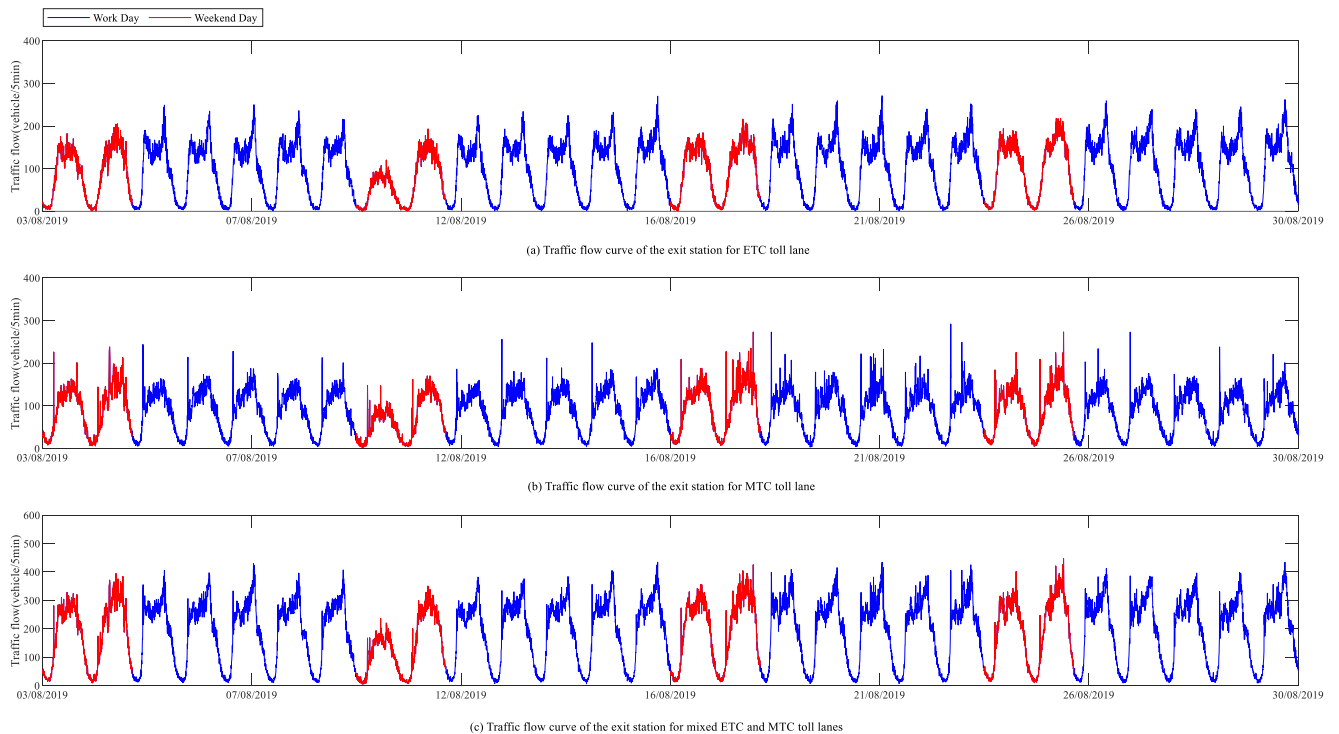 Work Day Weekend Day
400
300
200
100
0
Traffic flow(vehicle/5min)
03/08/2019 07/08/2019 12/08/2019 16/08/2019 21/08/2019 26/08/2019 30/08/2019
(a) Traffic flow curve of the exit station for ETC toll lane
400
300
200
100
0
Traffic flow(vehicle/5min)
03/08/2019 07/08/2019 12/08/2019 16/08/2019 21/08/2019 26/08/2019 30/08/2019
(b) Traffic flow curve of the exit station for MTC toll lane
600
500
400
300
200
100
0
Traffic flow(vehicle/5min)
03/08/2019 07/08/2019 12/08/2019 16/08/2019 21/08/2019 26/08/2019 30/08/2019
(c) Traffic flow curve of the exit station for mixed ETC and MTC toll lanes